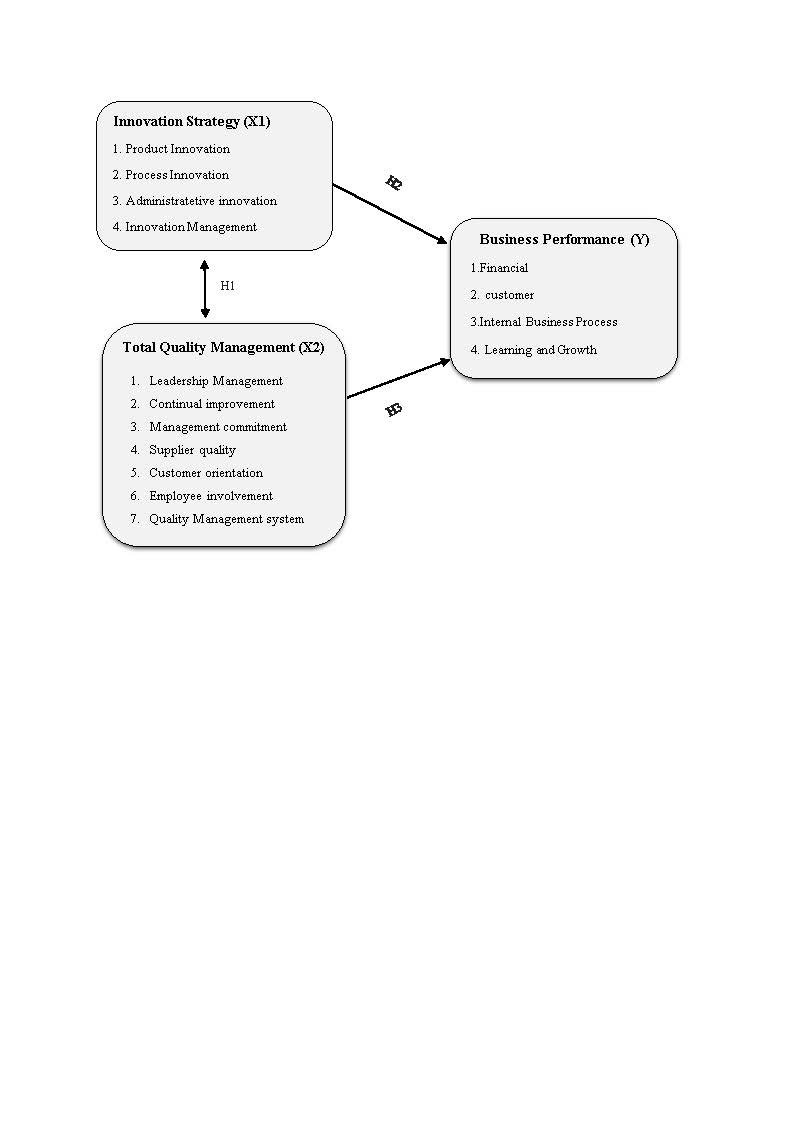 Innovation Strategy (X1)
1. Product Innovation
2. Process Innovation
3. Administratetive innovation
4. Innovation Management
H2
Business Performance (Y)
1.Financial
2. customer
3.Internal Business Process
4. Learning and Growth
H1
Total Quality Management (X2)
1. Leadership Management
2. Continual improvement
3. Management commitment
4. Supplier quality
5. Customer orientation
6. Employee involvement
7. Quality Management system
H3